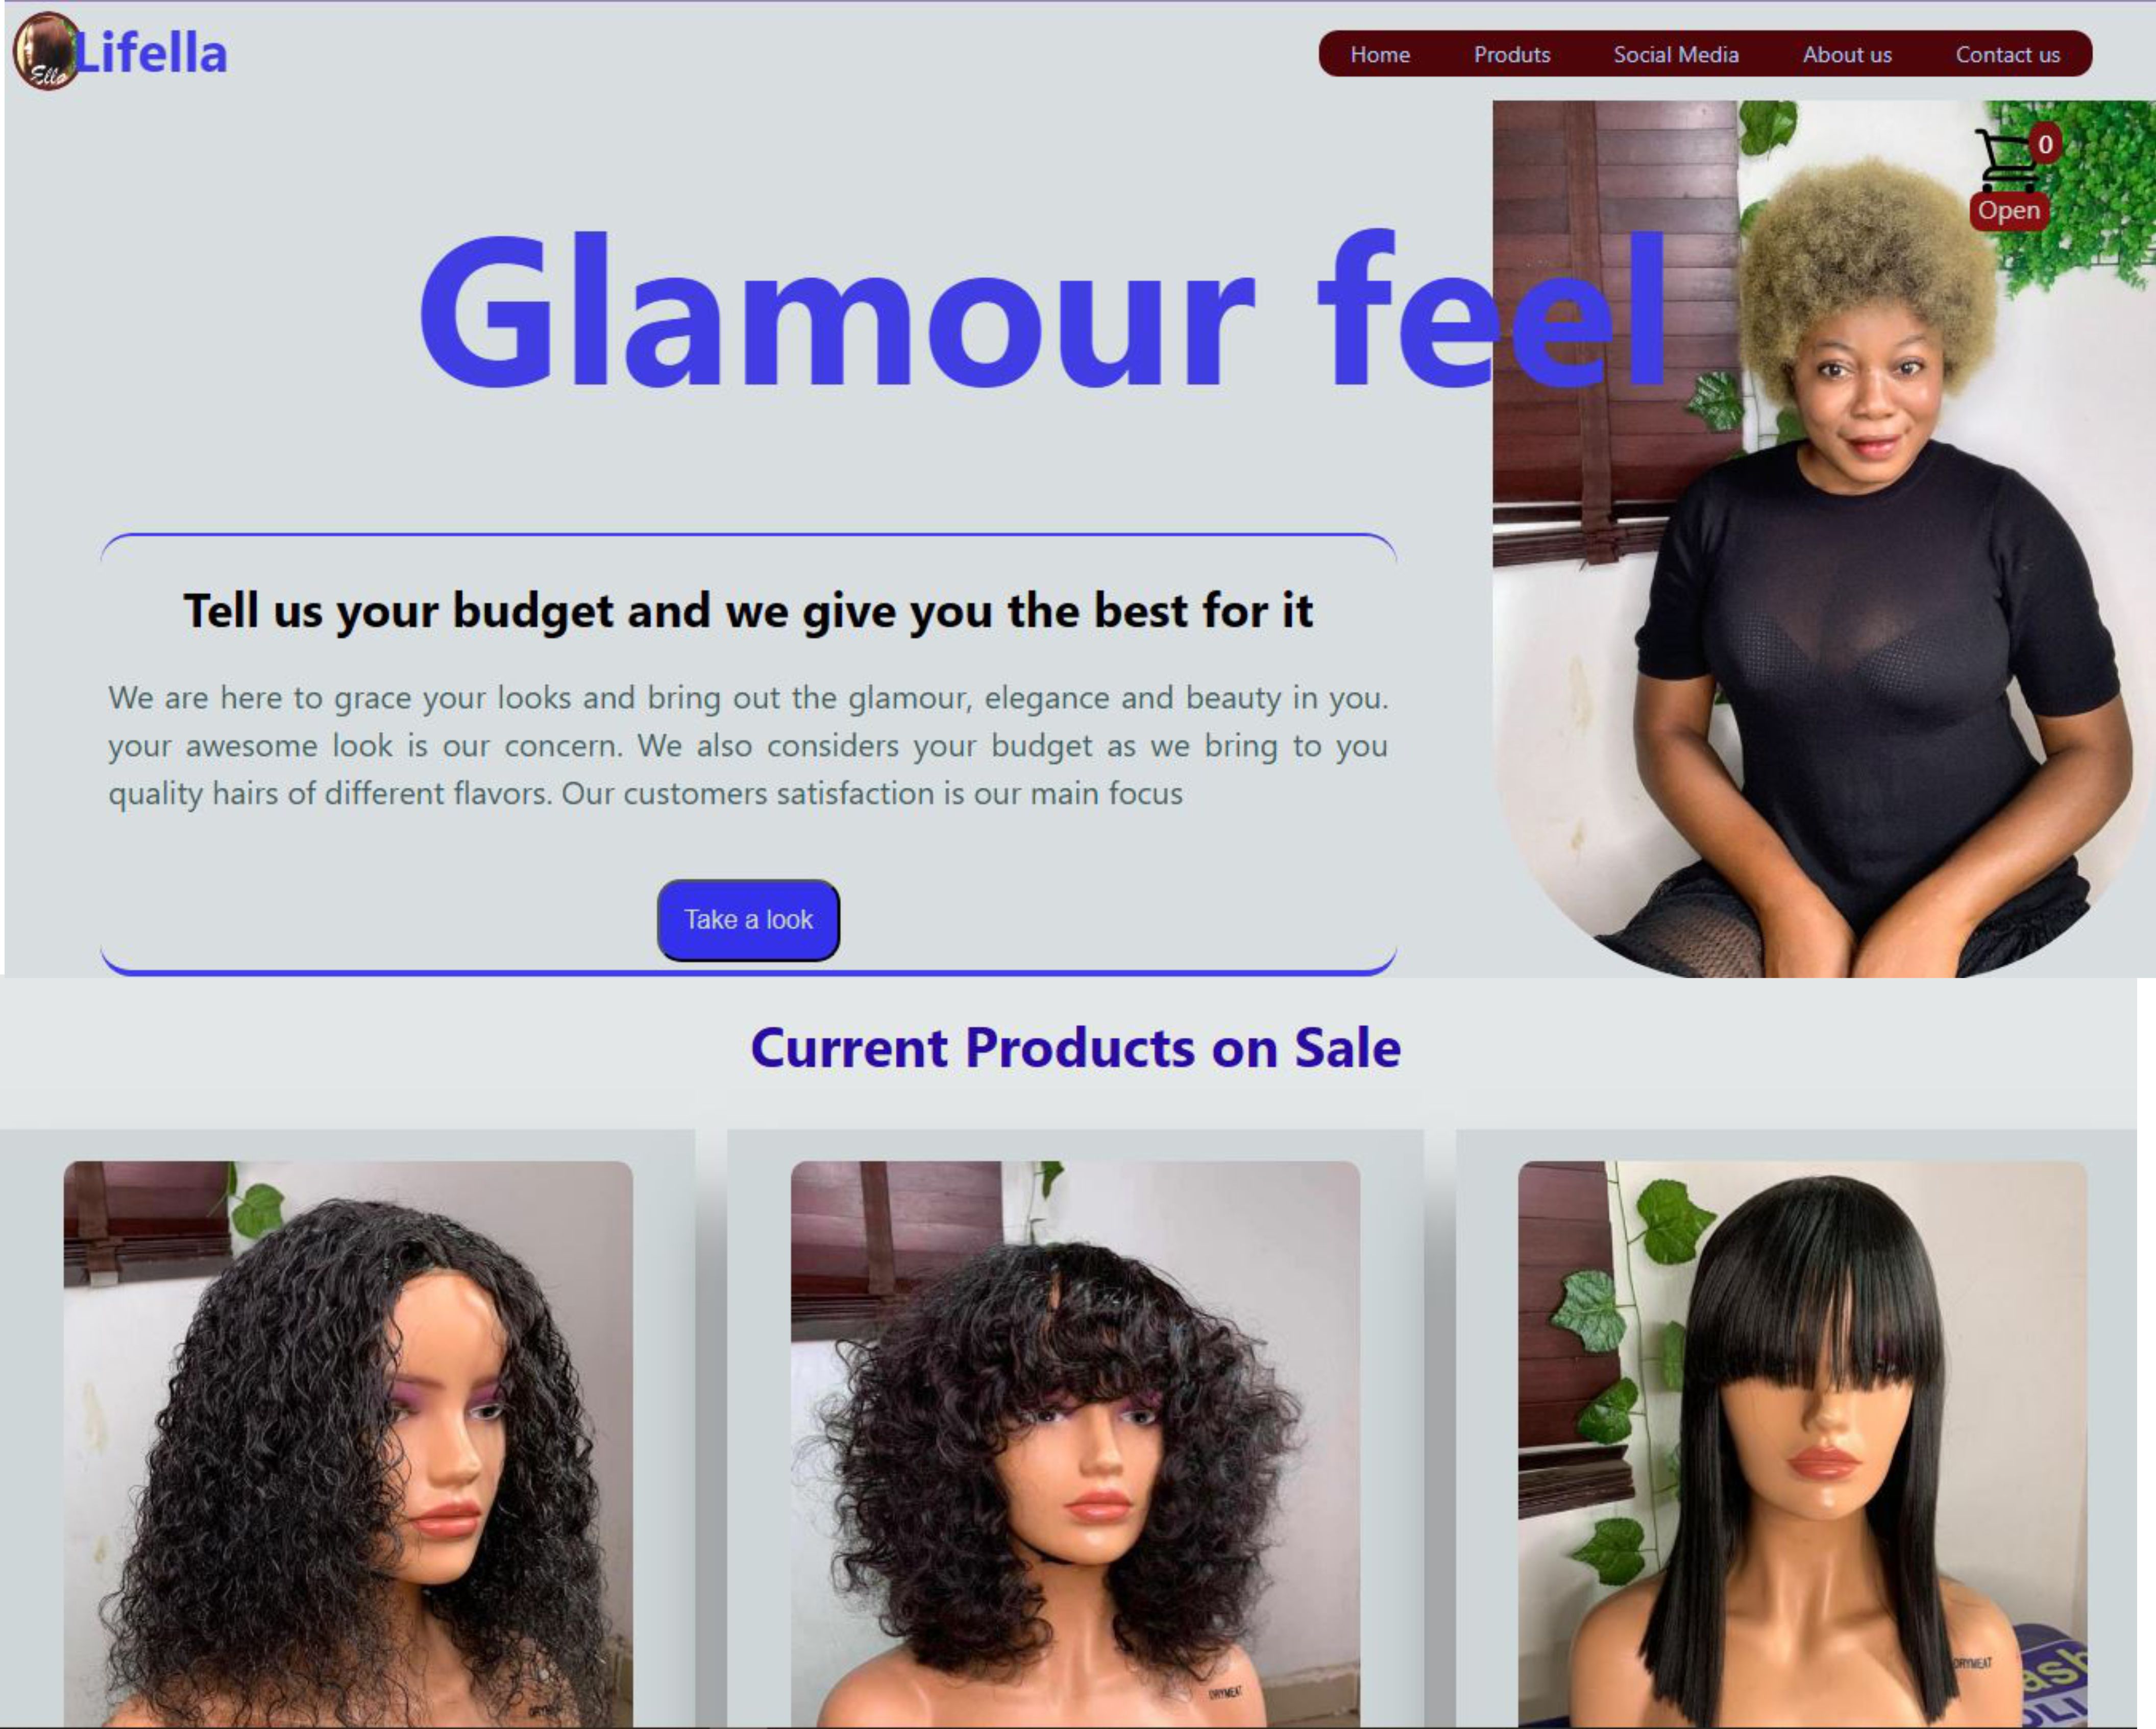 Ella
Lifella
Home Produts Social Media About us Contact us
0
Open
Glamour feel
Tell us your budget and we give you the best for it
We are here to grace your looks and bring out the glamour, elegance and beauty in you.
your awesome look is our concern. We also considers your budget as we bring to you
quality hairs of different flavors. Our customers satisfaction is our main focus
Take a look
Current Products on Sale
DRYMEAT
DRYMEAT